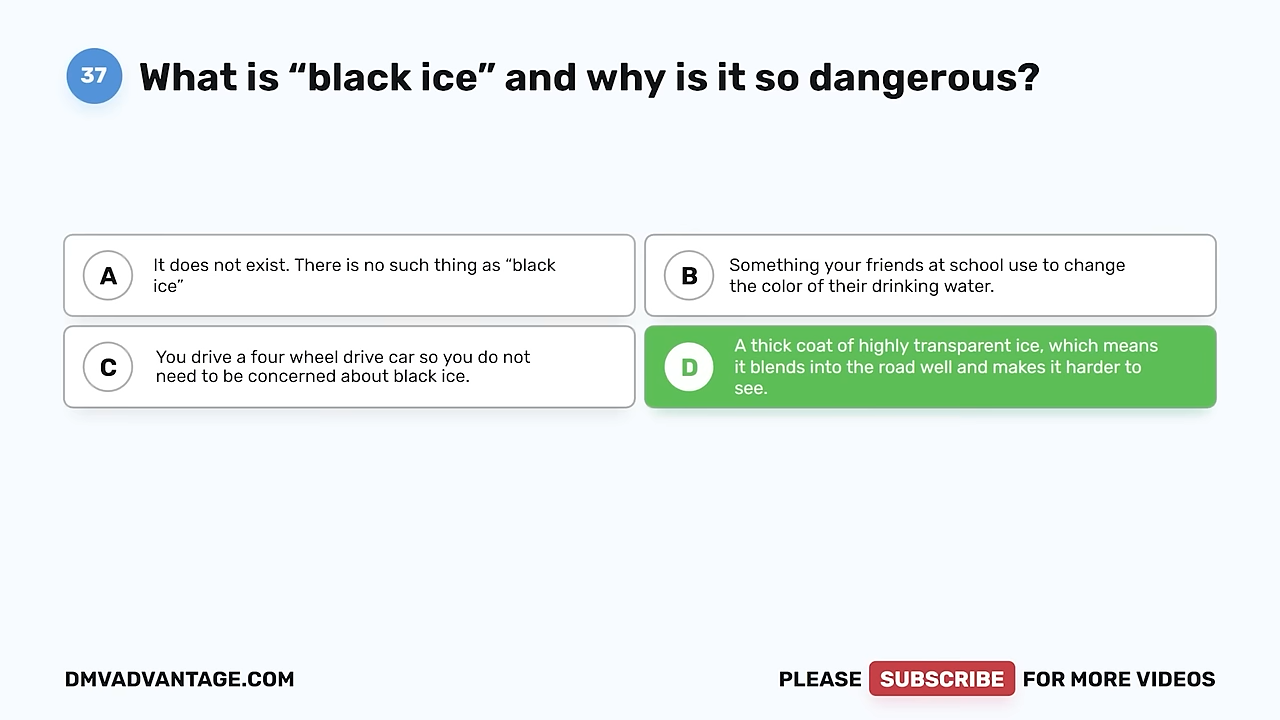 37
What is “black ice” and why is it so dangerous?
A
It does not exist. There is no such thing as “black
ice”
B
Something your friends at school use to change
the color of their drinking water.
C
You drive a four wheel drive car so you do not
need to be concerned about black ice.
D
A thick coat of highly transparent ice, which means
it blends into the road well and makes it harder to
see.
DMVADVANTAGE.COM
PLEASE SUBSCRIBE FOR MORE VIDEOS